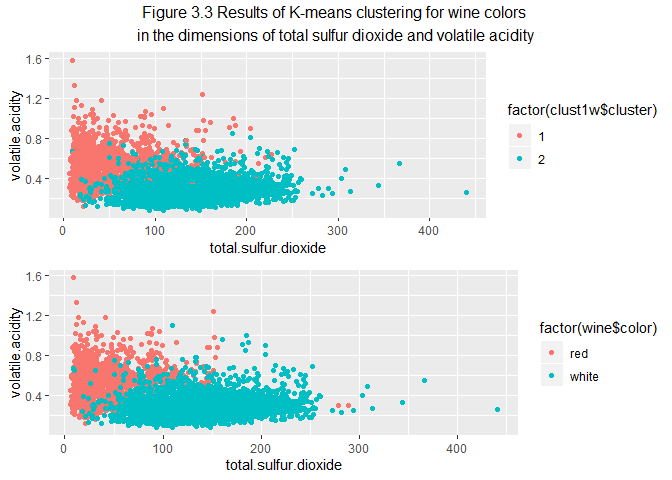 Figure 3.3 Results of K-means clustering for wine colors
in the dimensions of total sulfur dioxide and volatile acidity
1.6
1.2
0.8
0.4
volatile.acidity
0 100 200 300 400
total.sulfur.dioxide
factor(clust1w$cluster)
1
2
1.6
1.2
0.8
0.4
volatile.acidity
0 100 200 300 400
total.sulfur.dioxide
factor(wine$color)
red
white